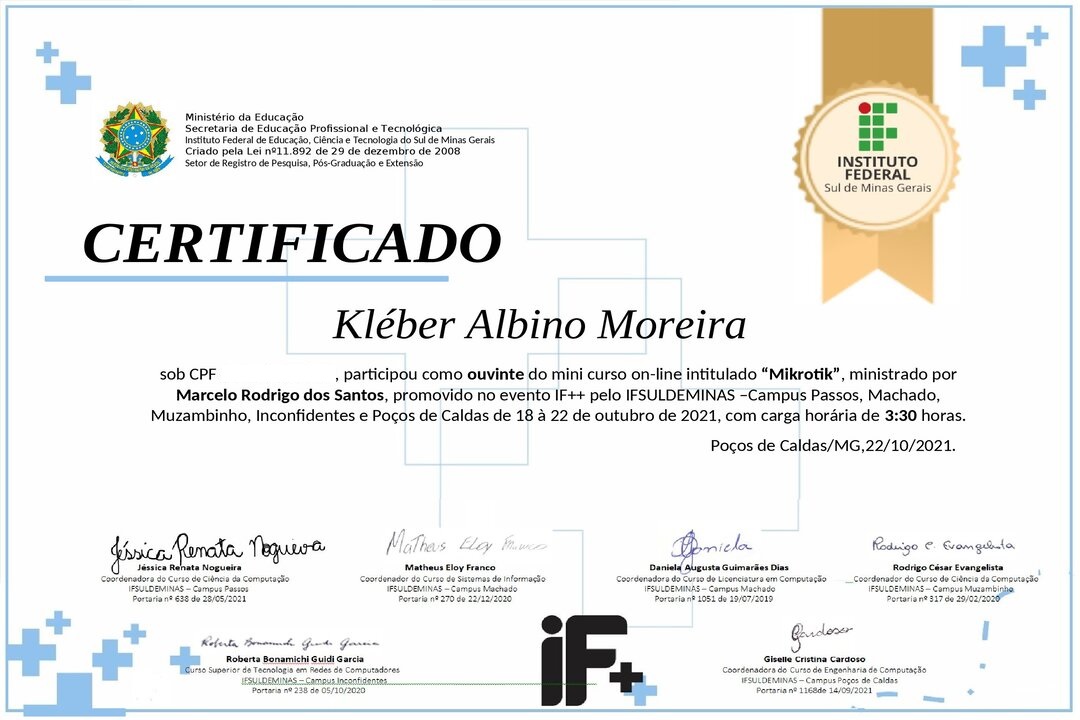 Ministério da Educação
Secretaria de Educação Profissional e Tecnológica
Instituto Federal de Educação, Ciência e Tecnologia do Sul de Minas Gerais
Criado pela Lei nº11.892 de 29 de dezembro de 2008
Setor de Registro de Pesquisa, Pós-Graduação e Extensão
INSTITUTO
FEDERAL
Sul de Minas Gerais
CERTIFICADO
Kléber Albino Moreira
sob CPF , participou como ouvinte do mini curso on-line intitulado “Mikrotik”, ministrado por
Marcelo Rodrigo dos Santos, promovido no evento IF++ pelo IFSULDEMINAS –Campus Passos, Machado,
Muzambinho, Inconfidentes e Poços de Caldas de 18 à 22 de outubro de 2021, com carga horária de 3:30 horas.
Poços de Caldas/MG,22/10/2021.
Jéssica Renata Nogueira
Jéssica Renata Nogueira
Coordenadora do Curso de Ciência da Computação
IFSULDEMINAS – Campus Passos
Portaria nº 638 de 28/05/2021
Matheus Eloy Franco
Matheus Eloy Franco
Coordenador do Curso de Sistemas de Informação
IFSULDEMINAS – Campus Machado
Portaria nº 270 de 22/12/2020
Daniela
Daniela Augusta Guimarães Dias
Coordenadora do Curso de Licenciatura em Computação
IFSULDEMINAS – Campus Machado
Portaria nº 1051 de 19/07/2019
Rodrigo C. Evangelista
Rodrigo César Evangelista
Coordenador do Curso de Ciência da Computação
IFSULDEMINAS – Campus Muzambinho
Portaria nº 317 de 29/02/2020
Roberta Bonamichi Guidi Garcia
Roberta Bonamichi Guidi Garcia
Curso Superior de Tecnologia em Redes de Computadores
IFSULDEMINAS – Campus Inconfidentes
Portaria nº 238 de 05/10/2020
iF++
Cardoso
Giselle Cristina Cardoso
Coordenadora do Curso de Engenharia de Computação
IFSULDEMINAS – Campus Poços de Caldas
Portaria nº 1168de 14/09/2021